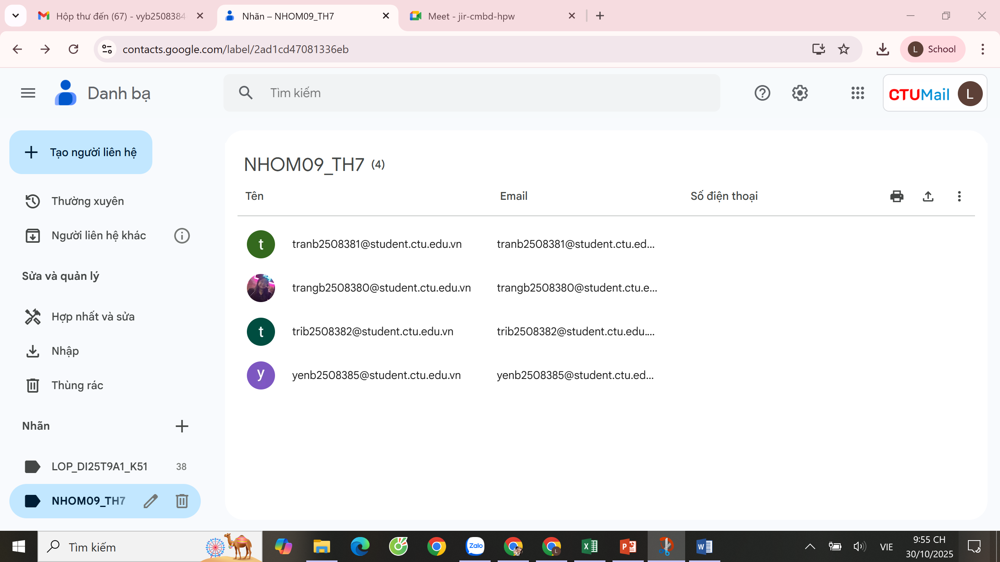 Hộp thư đến (67) - vyb2508384
Nhãn – NHOM09_TH7
Meet - jir-cmbd-hpw
contacts.google.com/label/2ad1cd47081336eb
L
School
Danh bạ
Tìm kiếm
CTUMail
L
Tạo người liên hệ
Thường xuyên
Người liên hệ khác
Sửa và quản lý
Hợp nhất và sửa
Nhập
Thùng rác
Nhãn
LOP_DI25T9A1_K51 38
NHOM09_TH7
NHOM09_TH7 (4)
Tên Email Số điện thoại
t tranb2508381@student.ctu.edu.vn tranb2508381@student.ctu.ed...
trangb2508380@student.ctu.edu.vn trangb2508380@student.ctu.e...
t trib2508382@student.ctu.edu.vn trib2508382@student.ctu.edu....
y yenb2508385@student.ctu.edu.vn yenb2508385@student.ctu.ed...
Tìm kiếm
Zalo
L
VIE
9:55 CH
30/10/2025